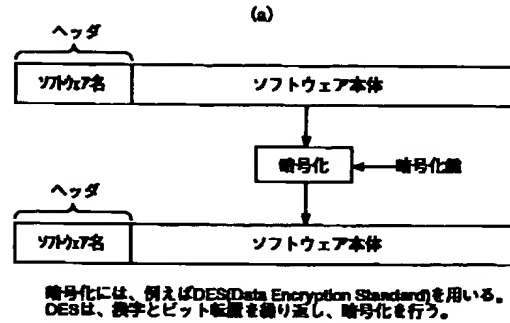 (a)
ヘッダ
ソフトウェア名 ソフトウェア本体
暗号化 暗号化鍵
ヘッダ
ソフトウェア名 ソフトウェア本体
暗号化には、例えばDES(Data Encryption Standard)を用いる。
DESは、換字とビット転置を繰り返し、暗号化を行う。